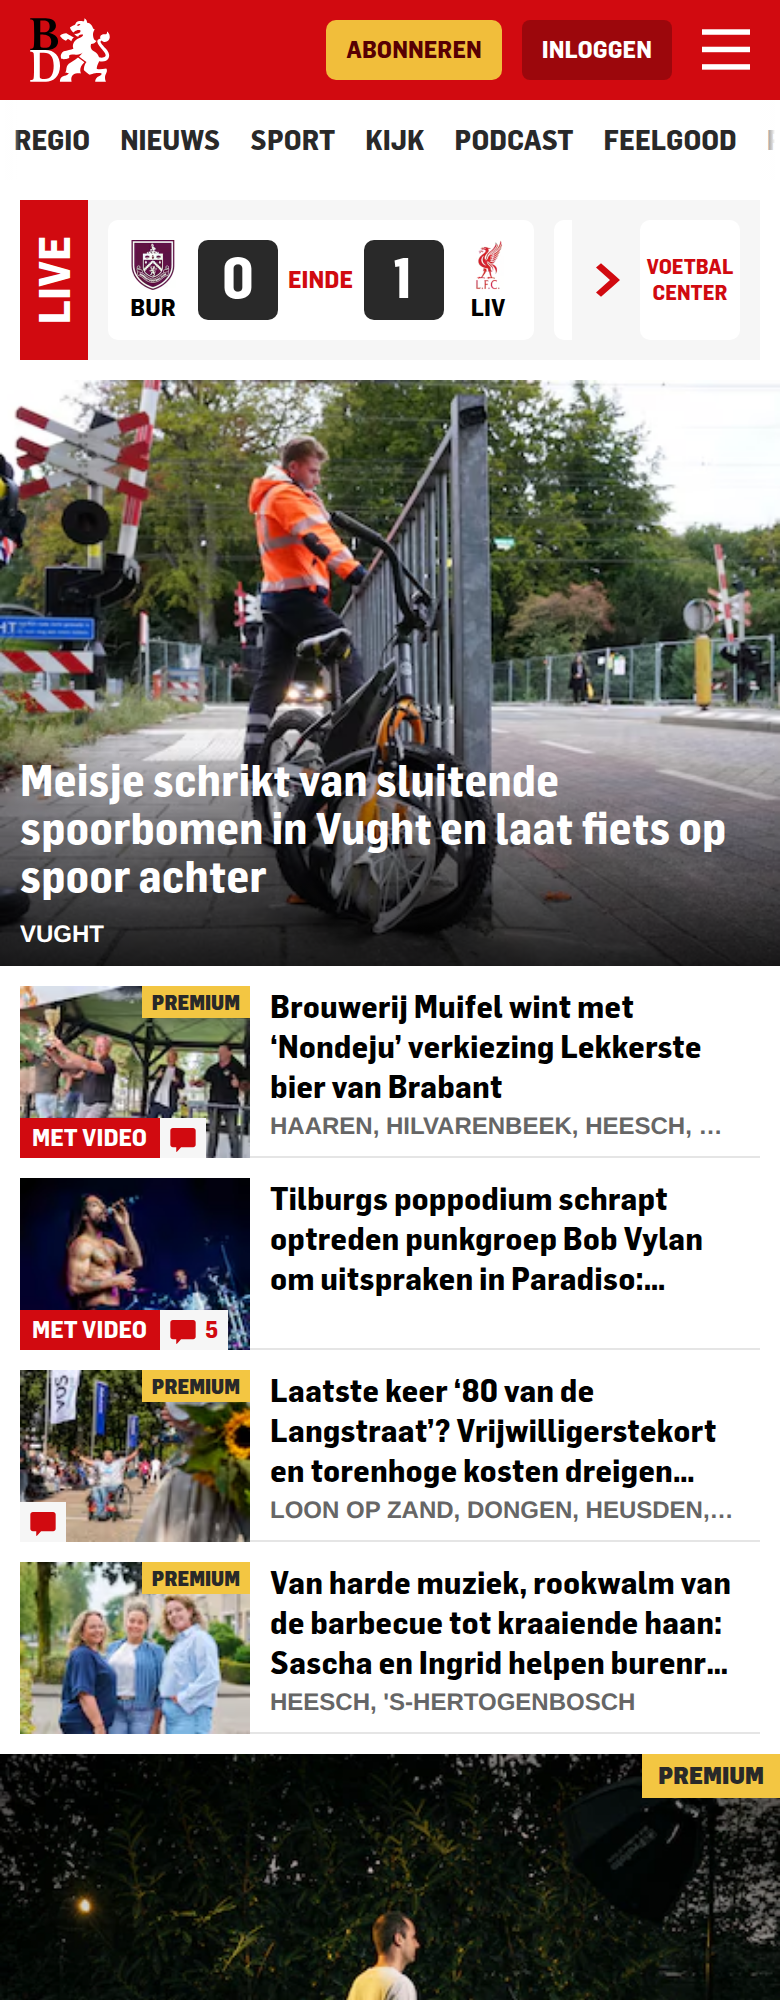 BD
ABONNEREN
INLOGGEN
REGIO NIEUWS SPORT KIJK PODCAST FEELGOOD
LIVE
BUR
0
EINDE
1
L.F.C.
LIV
VOETBAL
CENTER
Meisje schrikt van sluitende
spoorbomen in Vught en laat fiets op
spoor achter
VUGHT
PREMIUM
MET VIDEO
Brouwerij Muifel wint met
‘Nondeju’ verkiezing Lekkerste
bier van Brabant
HAAREN, HILVARENBEEK, HEESCH, …
MET VIDEO
5
Tilburgs poppodium schrapt
optreden punkgroep Bob Vylan
om uitspraken in Paradiso:...
PREMIUM
Laatste keer ‘80 van de
Langstraat’? Vrijwilligerstekort
en torenhoge kosten dreigen...
LOON OP ZAND, DONGEN, HEUSDEN,…
PREMIUM
Van harde muziek, rookwalm van
de barbecue tot kraaiende haan:
Sascha en Ingrid helpen burenr...
HEESCH, 'S-HERTOGENBOSCH
PREMIUM